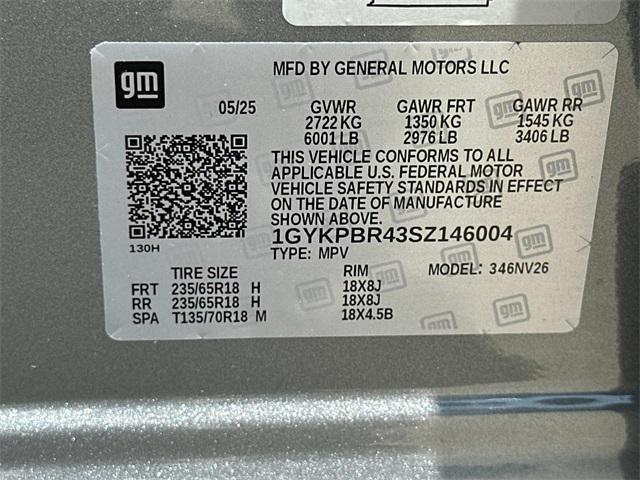 gm
MFD BY GENERAL MOTORS LLC
05/25 GVWR GAWR FRT GAWR RR
2722 KG 1350 KG 1545 KG
6001 LB 2976 LB 3406 LB
THIS VEHICLE CONFORMS TO ALL
APPLICABLE U.S. FEDERAL MOTOR
VEHICLE SAFETY STANDARDS IN EFFECT
ON THE DATE OF MANUFACTURE
SHOWN ABOVE.
130H
1GYKPBR43SZ146004
TYPE: MPV
TIRE SIZE RIM MODEL: 346NV26
FRT 235/65R18 H 18X8J
RR 235/65R18 H 18X8J
SPA T135/70R18 M 18X4.5B